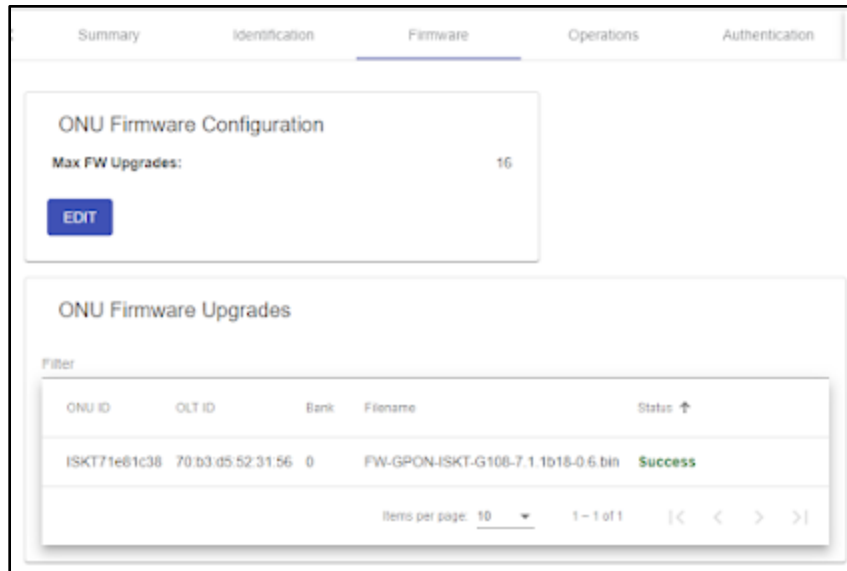 Summary Identification Firmware Operations Authentication
ONU Firmware Configuration
Max FW Upgrades: 16
EDIT
ONU Firmware Upgrades
Filter
ONU ID OLT ID Bank Filename Status ↑
ISKT71e81c38 70:b3:d5:52:31:56 0 FW-GPON-ISKT-G108-7.1.1b18-0.6.bin Success
Items per page: 10 1 – 1 of 1 |< < > >|